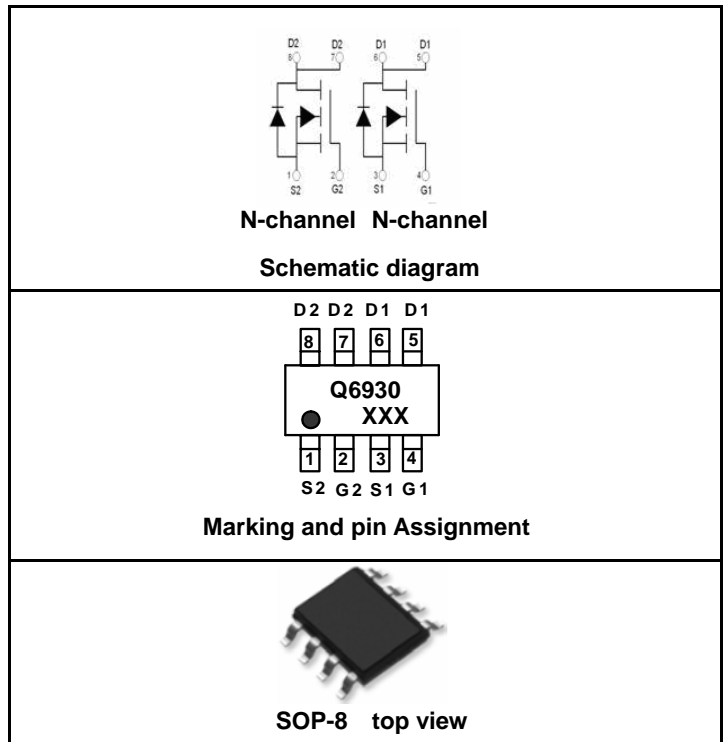 D2 D2 D1 D1
8 7 6 5
1 2 3 4
S2 G2 S1 G1
N-channel N-channel
Schematic diagram
D2 D2 D1 D1
8 7 6 5
Q6930
XXX
1 2 3 4
S2 G2 S1 G1
Marking and pin Assignment
SOP-8 top view